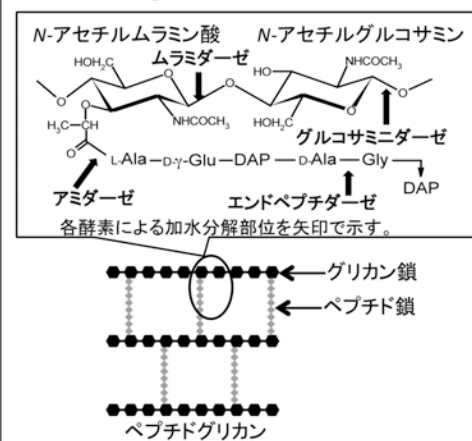 N-アセチルムラミン酸 N-アセチルグルコサミン
ムラミダーゼ
HOH₂C O O O HO NHCOCH₃ O O
O O NHCOCH₃ HOH₂C O
H₃C-CH
O
グルコサミニダーゼ
L-Ala—D-γ-Glu—DAP—D-Ala—Gly
DAP
アミダーゼ
エンドペプチダーゼ
各酵素による加水分解部位を矢印で示す。
グリカン鎖
ペプチド鎖
ペプチドグリカン